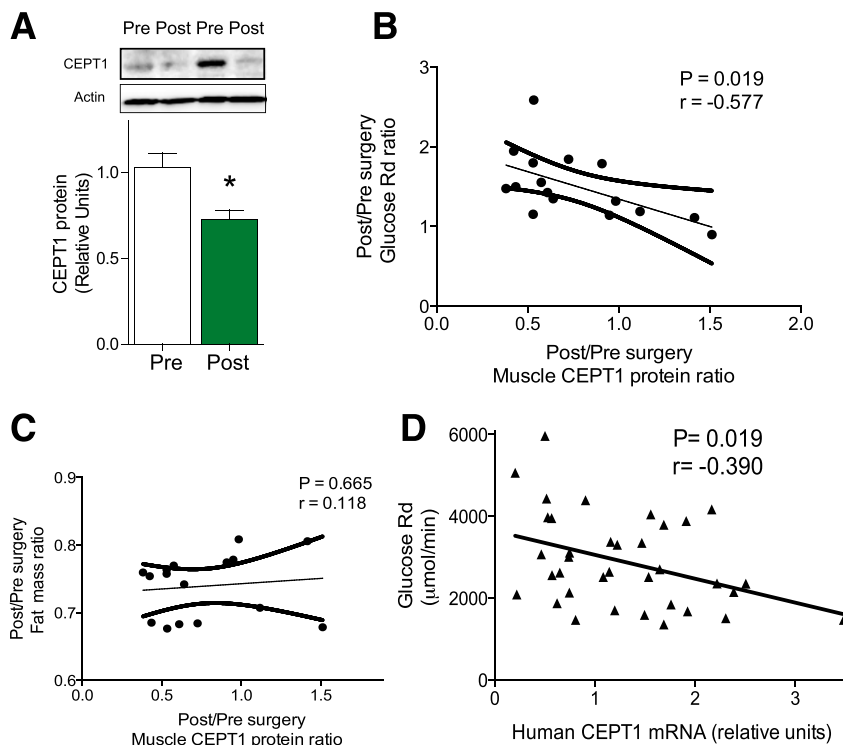 A
Pre Post Pre Post
CEPT1
Actin
CEPT1 protein
(Relative Units)
1.0
0.5
0.0
*
Pre
Post
B
P = 0.019
r = -0.577
Post/Pre surgery
Glucose Rd ratio
3
2
1
0
0.0
0.5
1.0
1.5
2.0
Post/Pre surgery
Muscle CEPT1 protein ratio
C
P = 0.665
r = 0.118
Post/Pre surgery
Fat mass ratio
0.9
0.8
0.7
0.6
0.0
0.5
1.0
1.5
Post/Pre surgery
Muscle CEPT1 protein ratio
D
P= 0.019
r= -0.390
Glucose Rd
(μmol/min)
6000
4000
2000
0
0
1
2
3
Human CEPT1 mRNA (relative units)